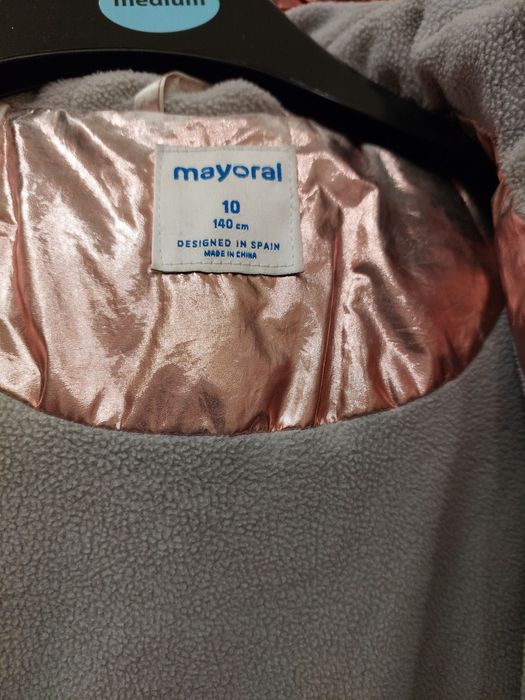 medium
mayoral
10
140 cm
DESIGNED IN SPAIN
MADE IN CHINA